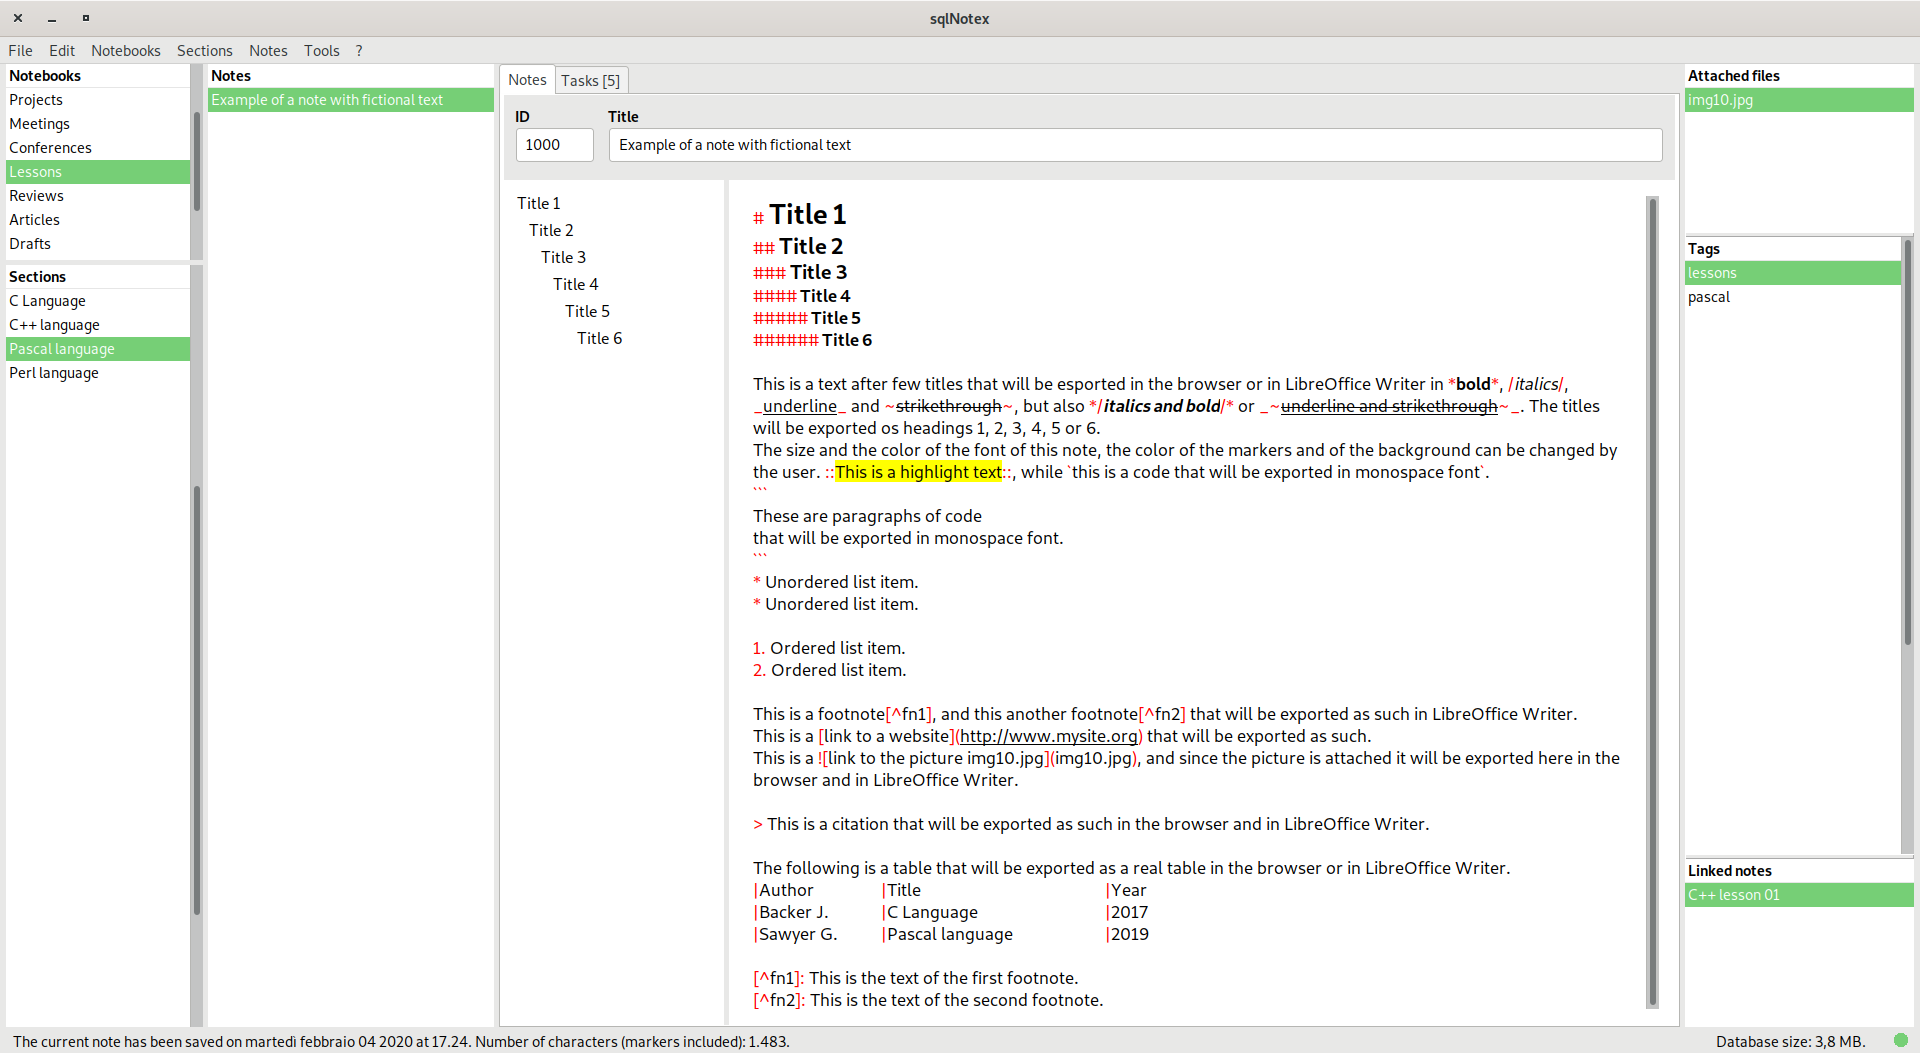 sqlNotex
File Edit Notebooks Sections Notes Tools ?
Notebooks
Projects
Meetings
Conferences
Lessons
Reviews
Articles
Drafts
Sections
C Language
C++ language
Pascal language
Perl language
Notes
Example of a note with fictional text
Notes Tasks [5]
ID Title
1000 Example of a note with fictional text
Title 1
Title 2
Title 3
Title 4
Title 5
Title 6
# Title 1
## Title 2
### Title 3
#### Title 4
##### Title 5
###### Title 6
This is a text after few titles that will be esported in the browser or in LibreOffice Writer in *bold*, /italics/,
_underline_ and ~strikethrough~, but also */italics and bold/* or _~underline and strikethrough~_. The titles
will be exported os headings 1, 2, 3, 4, 5 or 6.
The size and the color of the font of this note, the color of the markers and of the background can be changed by
the user. ::This is a highlight text::, while `this is a code that will be exported in monospace font`.
```
These are paragraphs of code
that will be exported in monospace font.
```
* Unordered list item.
* Unordered list item.
1. Ordered list item.
2. Ordered list item.
This is a footnote[^fn1], and this another footnote[^fn2] that will be exported as such in LibreOffice Writer.
This is a [link to a website](http://www.mysite.org) that will be exported as such.
This is a ![link to the picture img10.jpg](img10.jpg), and since the picture is attached it will be exported here in the
browser and in LibreOffice Writer.
> This is a citation that will be exported as such in the browser and in LibreOffice Writer.
The following is a table that will be exported as a real table in the browser or in LibreOffice Writer.
|Author |Title |Year
|Backer J. |C Language |2017
|Sawyer G. |Pascal language |2019
[^fn1]: This is the text of the first footnote.
[^fn2]: This is the text of the second footnote.
Attached files
img10.jpg
Tags
lessons
pascal
Linked notes
C++ lesson 01
The current note has been saved on martedì febbraio 04 2020 at 17.24. Number of characters (markers included): 1.483.
Database size: 3,8 MB.